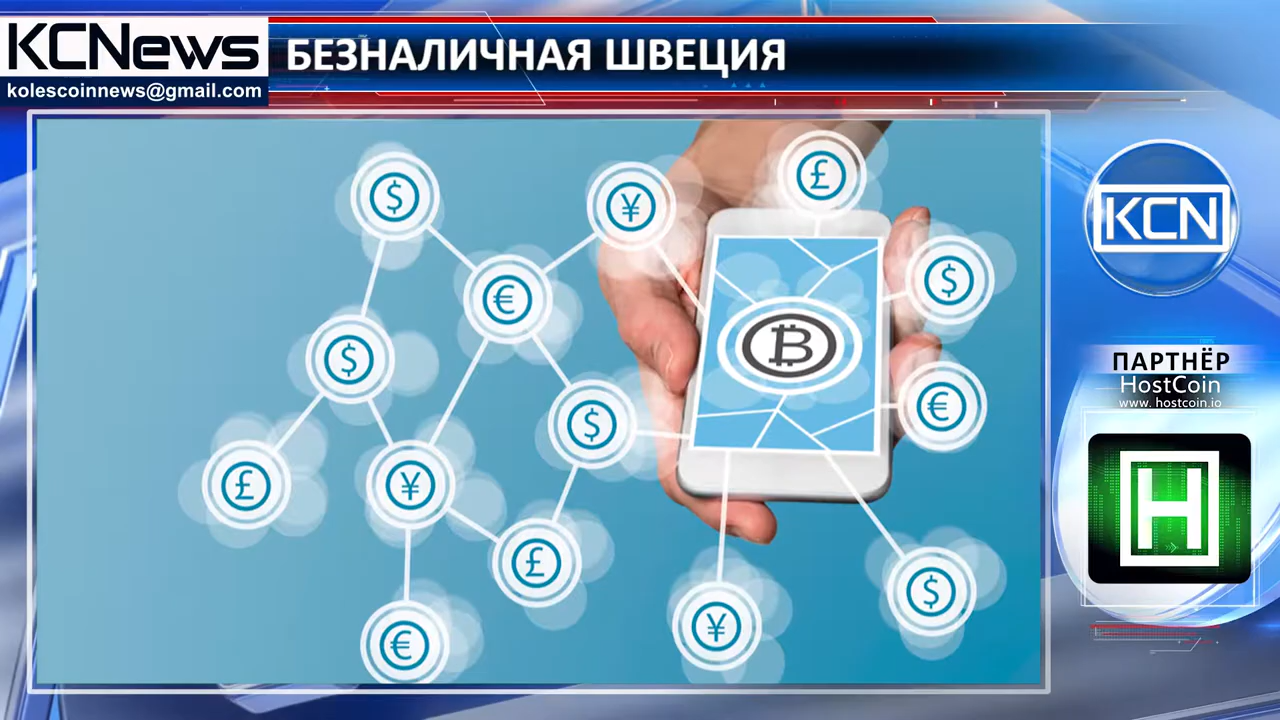 KCNews
kolescoinnews@gmail.com
БЕЗНАЛИЧНАЯ ШВЕЦИЯ
$
¥
£
€
$
$
B
$
€
£
¥
£
¥
$
€
KCN
ПАРТНЁР
HostCoin
www. hostcoin.io
H